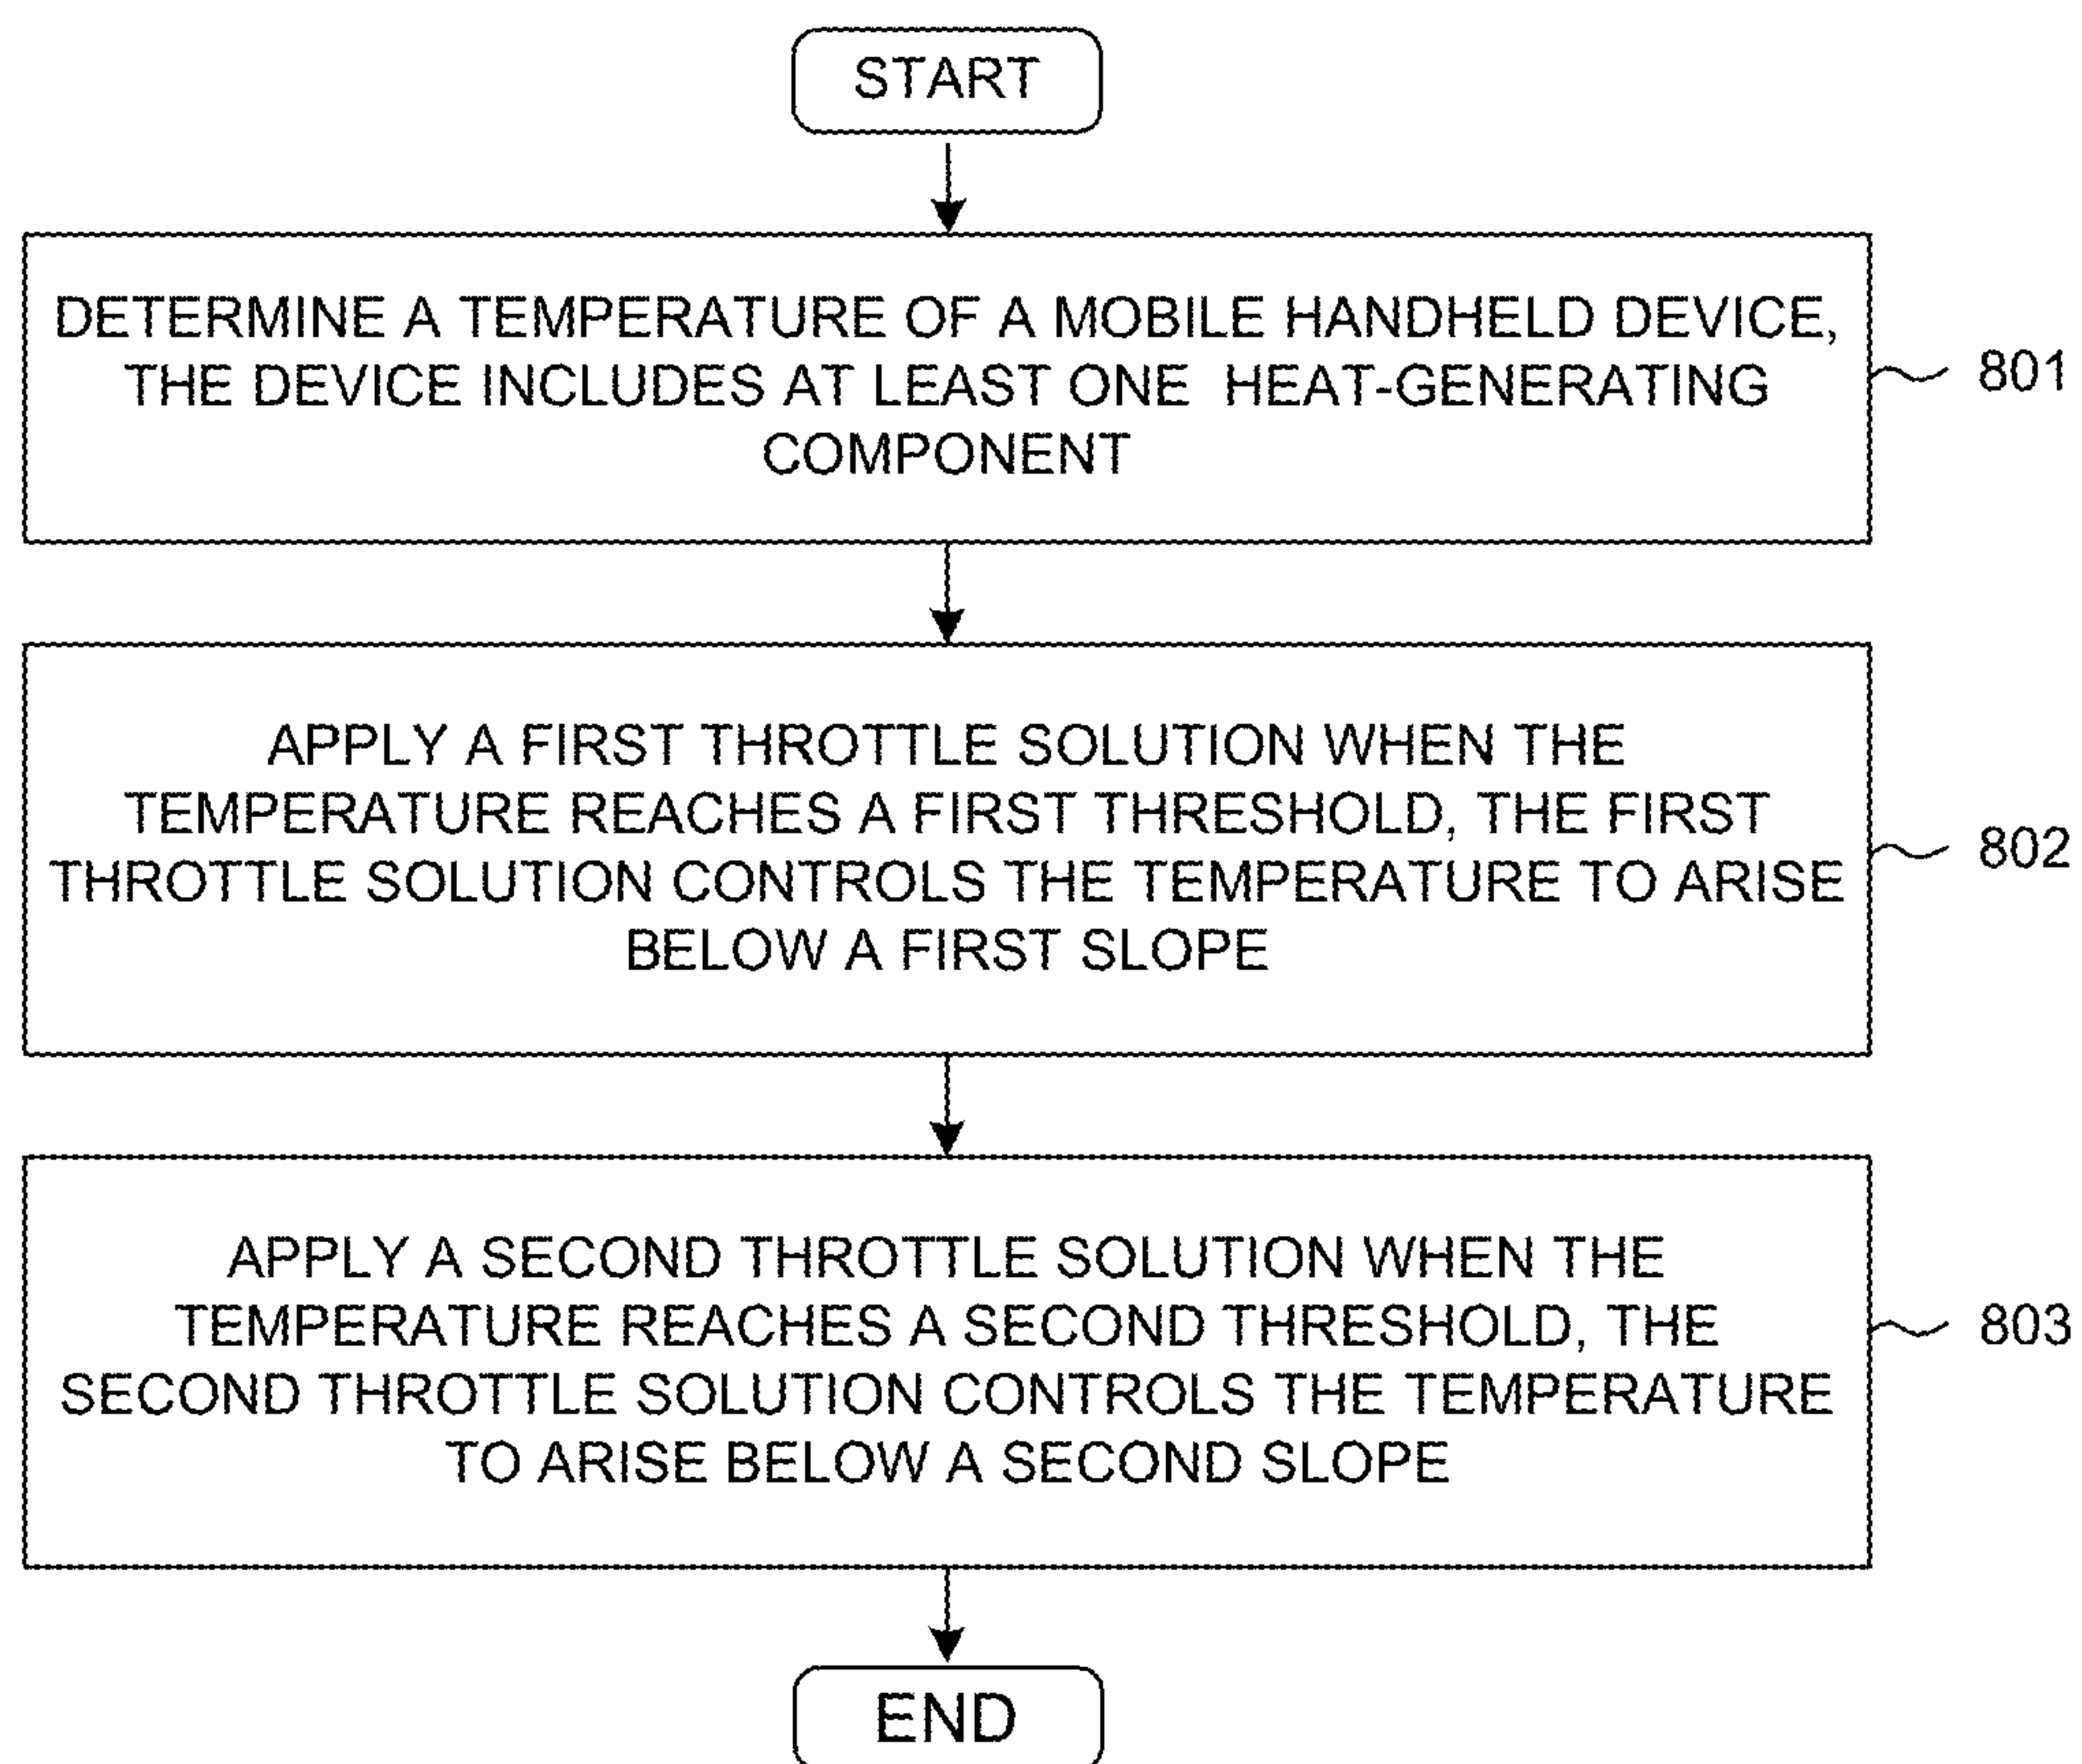 START
DETERMINE A TEMPERATURE OF A MOBILE HANDHELD DEVICE,
THE DEVICE INCLUDES AT LEAST ONE HEAT-GENERATING
COMPONENT
801
APPLY A FIRST THROTTLE SOLUTION WHEN THE
TEMPERATURE REACHES A FIRST THRESHOLD, THE FIRST
THROTTLE SOLUTION CONTROLS THE TEMPERATURE TO ARISE
BELOW A FIRST SLOPE
802
APPLY A SECOND THROTTLE SOLUTION WHEN THE
TEMPERATURE REACHES A SECOND THRESHOLD, THE
SECOND THROTTLE SOLUTION CONTROLS THE TEMPERATURE
TO ARISE BELOW A SECOND SLOPE
803
END